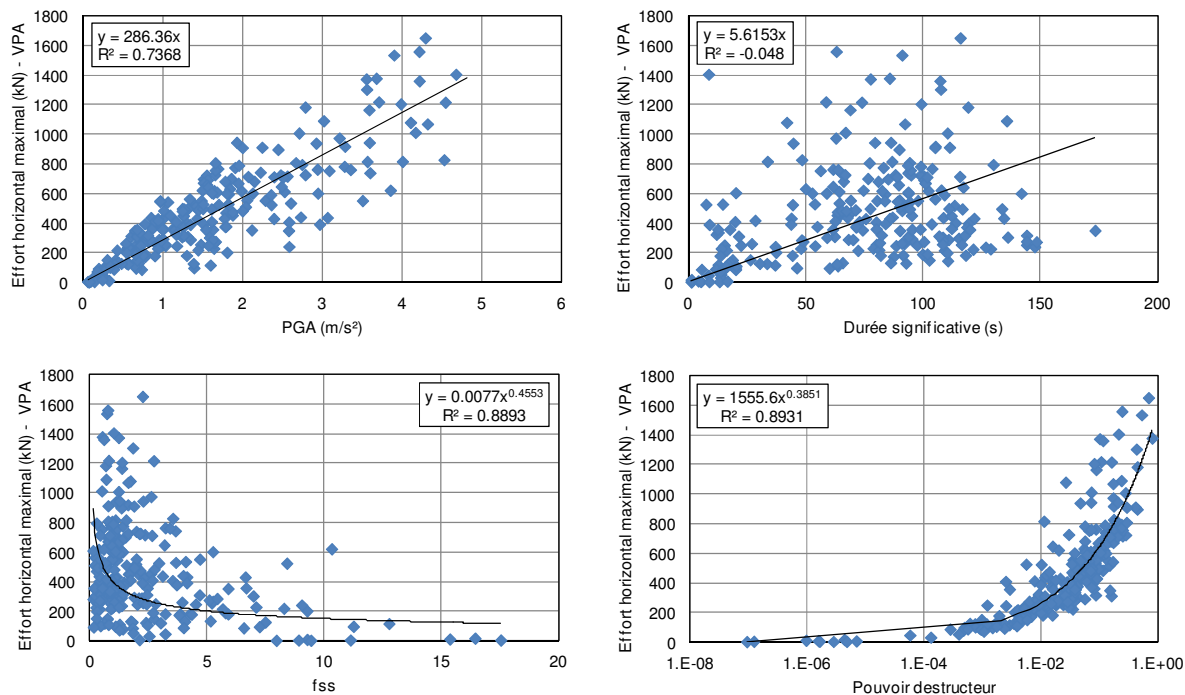 Effort horizontal maximal (kN) - VPA
1800
1600
1400
1200
1000
800
600
400
200
0
y = 286.36x
R² = 0.7368
0 1 2 3 4 5 6
PGA (m/s²)
Effort horizontal maximal (kN) - VPA
1800
1600
1400
1200
1000
800
600
400
200
0
y = 5.6153x
R² = -0.048
0 50 100 150 200
Durée significative (s)
Effort horizontal maximal (kN) - VPA
1800
1600
1400
1200
1000
800
600
400
200
0
y = 0.0077x^0.4553
R² = 0.8893
0 5 10 15 20
fss
Effort horizontal maximal (kN) - VPA
1800
1600
1400
1200
1000
800
600
400
200
0
y = 1555.6x^0.3851
R² = 0.8931
1.E-08 1.E-06 1.E-04 1.E-02 1.E+00
Pouvoir destructeur